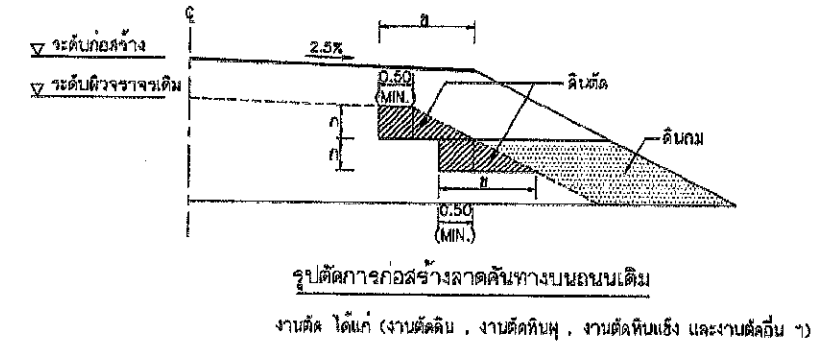 ℄
ข
▽ ระดับก่อสร้าง
2.5%
▽ ระดับผิวจราจรเดิม
0.50
(MIN.)
ดินตัด
ก
ก
ดินถม
ข
0.50
(MIN.)
รูปตัดการก่อสร้างลาดคันทางบนถนนเดิม
งานตัด ได้แก่ (งานตัดดิน , งานตัดหินผุ , งานตัดหินแข็ง และงานตัดอื่น ๆ)